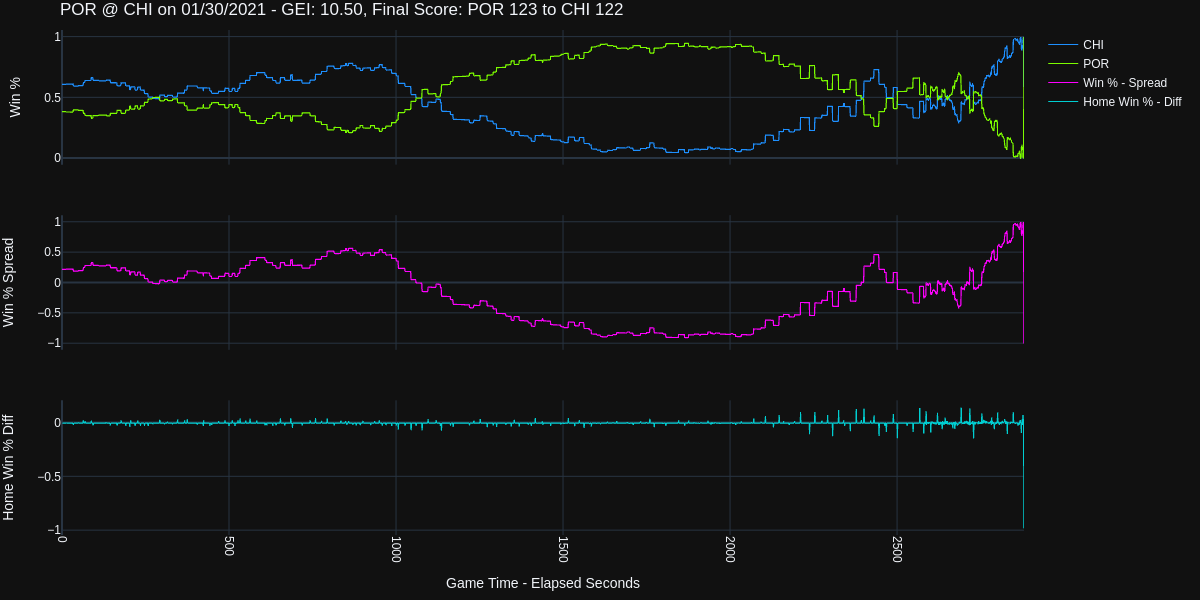 POR @ CHI on 01/30/2021 - GEI: 10.50, Final Score: POR 123 to CHI 122
1
0.5
0
Win %
CHI
POR
Win % - Spread
Home Win % - Diff
1
0.5
0
−0.5
−1
Win % Spread
0
−0.5
−1
Home Win % Diff
0
500
1000
1500
2000
2500
Game Time - Elapsed Seconds